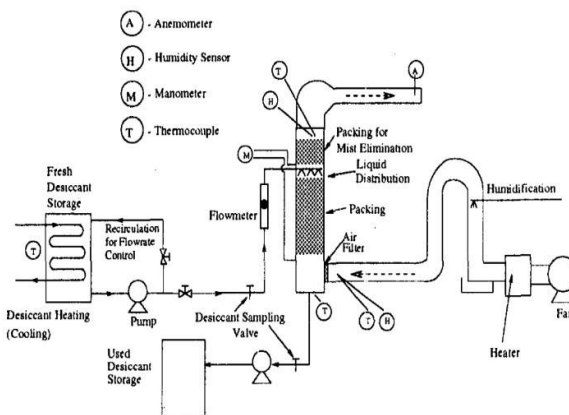 A - Anemometer
H - Humidity Sensor
M - Manometer
T - Thermocouple
A
T
H
Packing for
Mist Elimination
M
Liquid
Distribution
Fresh
Desiccant
Storage
Humidification
Flowmeter
Packing
Recirculation
for Flowrate
Control
T
Air
Filter
Desiccant Heating
(Cooling)
Pump
T
T
H
Fan
Desiccant Sampling
Valve
Heater
Used
Desiccant
Storage